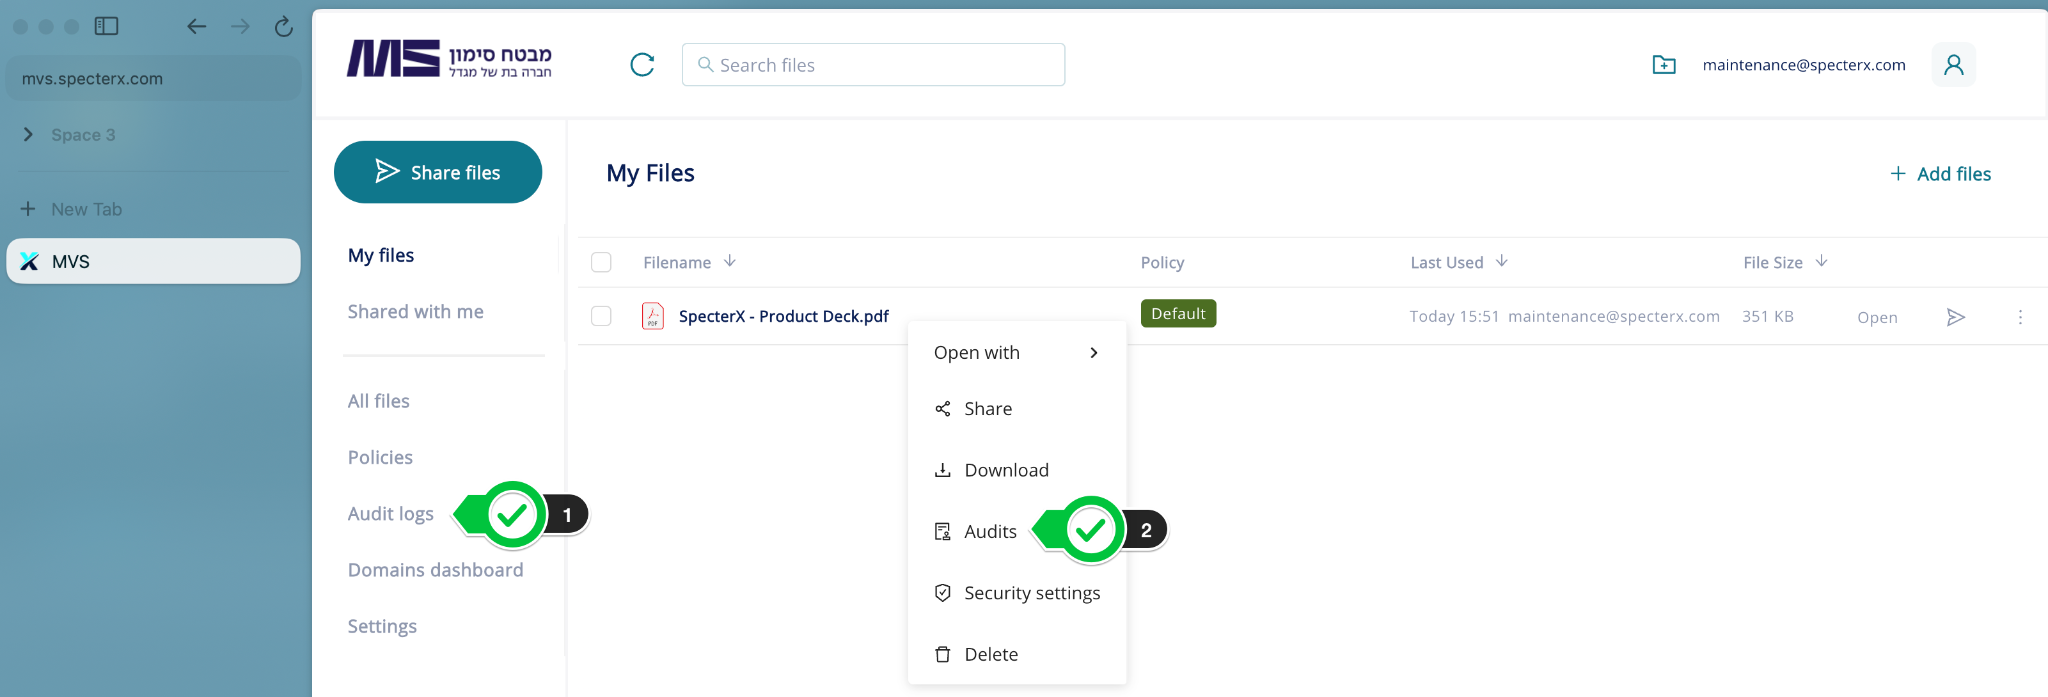 mvs.specterx.com
Space 3
New Tab
MVS
MS
מבטח סימון
חברה בת של מגדל
Search files
maintenance@specterx.com
Share files
My files
Shared with me
All files
Policies
Audit logs
1
Domains dashboard
Settings
My Files
Add files
Filename Policy Last Used File Size
PDF SpecterX - Product Deck.pdf Default Today 15:51 maintenance@specterx.com 351 KB Open
Open with
Share
Download
Audits
2
Security settings
Delete